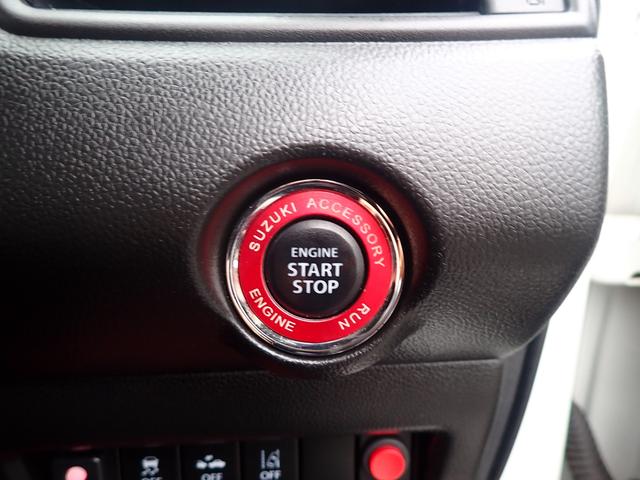 SUZUKI ACCESSORY
ENGINE
START
STOP
ENGINE RUN
OFF
OFF
OFF